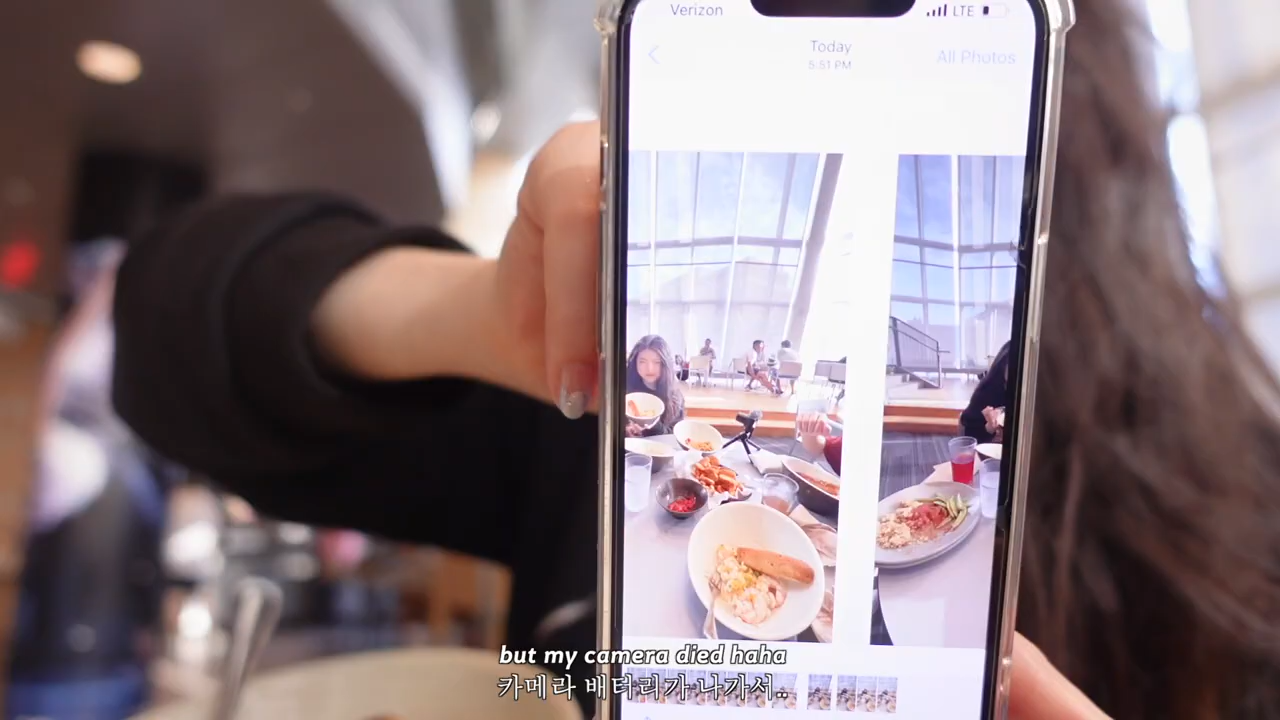 Verizon
LTE
Today
5:51 PM
All Photos
but my camera died haha
카메라 배터리가 나가서..